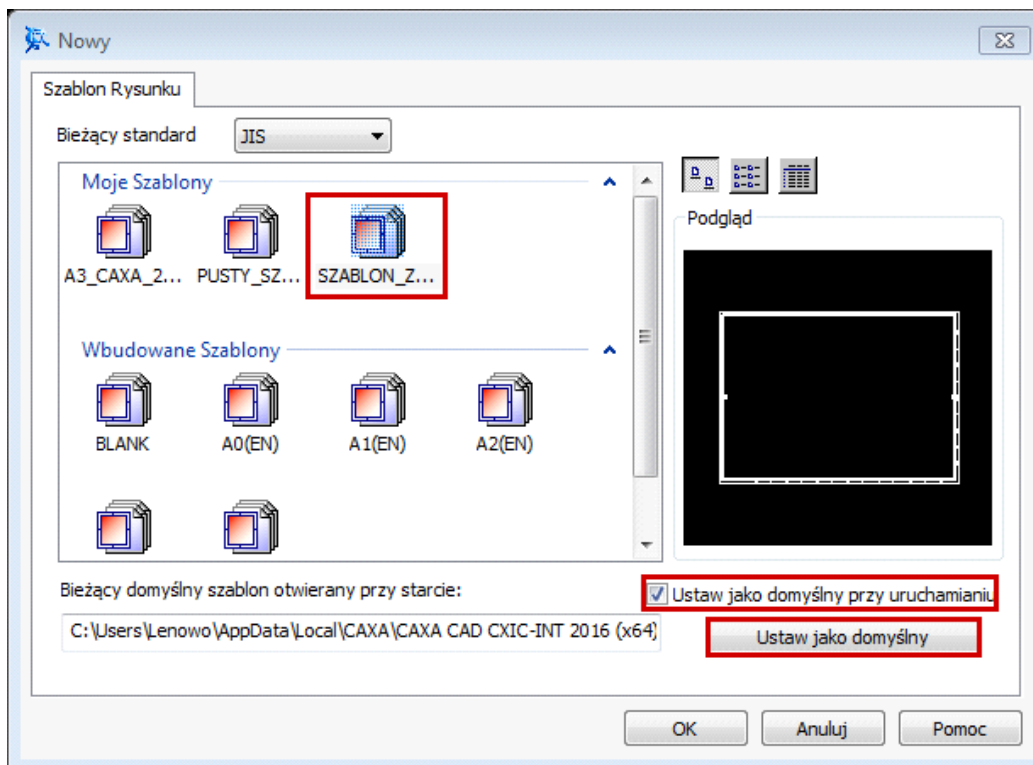 Nowy
Szablon Rysunku
Bieżący standard JIS
Moje Szablony
A3_CAXA_2... PUSTY_SZ... SZABLON_Z...
Podgląd
Wbudowane Szablony
BLANK A0(EN) A1(EN) A2(EN)
Bieżący domyślny szablon otwierany przy starcie:
Ustaw jako domyślny przy uruchamianiu
C:\Users\Lenowo\AppData\Local\CAXA\CAXA CAD CXIC-INT 2016 (x64)
Ustaw jako domyślny
OK Anuluj Pomoc